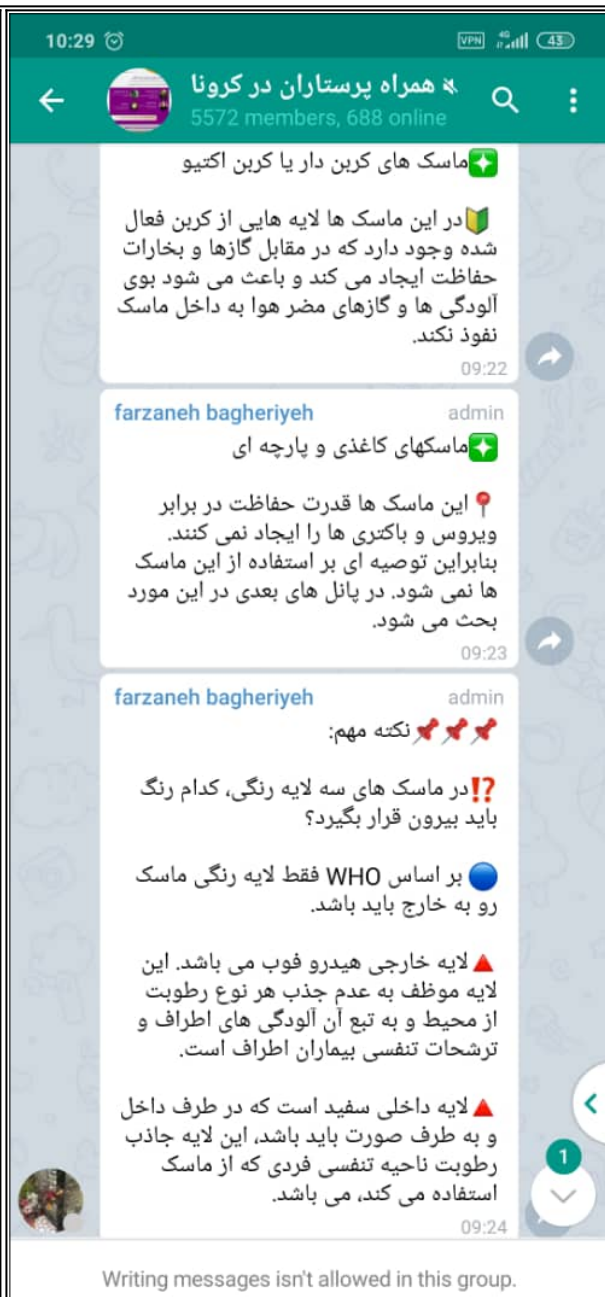 10:29
VPN 4G 43
همراه پرستاران در کرونا
5572 members, 688 online
ماسک های کربن دار یا کربن اکتیو
در این ماسک ها لایه هایی از کربن فعال
شده وجود دارد که در مقابل گازها و بخارات
حفاظت ایجاد می کند و باعث می شود بوی
آلودگی ها و گازهای مضر هوا به داخل ماسک
نفوذ نکند.
09:22
farzaneh bagheriyeh admin
ماسکهای کاغذی و پارچه ای
این ماسک ها قدرت حفاظت در برابر
ویروس و باکتری ها را ایجاد نمی کنند.
بنابراین توصیه ای بر استفاده از این ماسک
ها نمی شود. در پانل های بعدی در این مورد
بحث می شود.
09:23
farzaneh bagheriyeh admin
📌📌📌نکته مهم:
⁉️در ماسک های سه لایه رنگی، کدام رنگ
باید بیرون قرار بگیرد؟
🔵 بر اساس WHO فقط لایه رنگی ماسک
رو به خارج باید باشد.
🔺لایه خارجی هیدرو فوب می باشد. این
لایه موظف به عدم جذب هر نوع رطوبت
از محیط و به تبع آن آلودگی های اطراف و
ترشحات تنفسی بیماران اطراف است.
🔺لایه داخلی سفید است که در طرف داخل
و به طرف صورت باید باشد، این لایه جاذب
رطوبت ناحیه تنفسی فردی که از ماسک
استفاده می کند، می باشد.
09:24
1
Writing messages isn't allowed in this group.